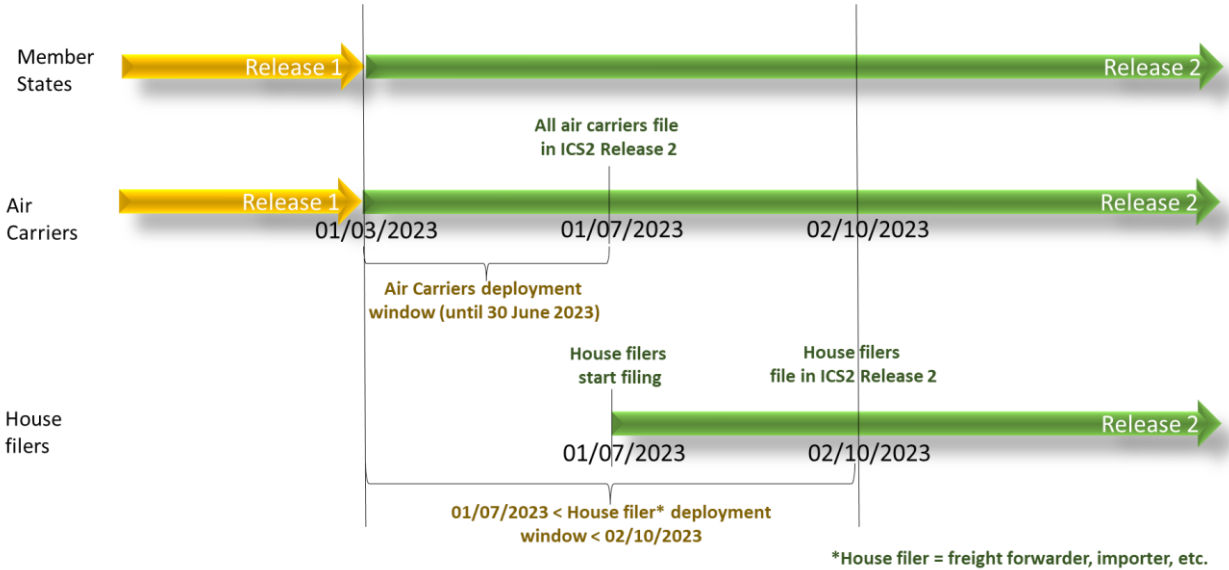 Member
States
Release 1
Release 2
All air carriers file
in ICS2 Release 2
Air
Carriers
Release 1
Release 2
01/03/2023
01/07/2023
02/10/2023
Air Carriers deployment
window (until 30 June 2023)
House filers
start filing
House filers
file in ICS2 Release 2
House
filers
Release 2
01/07/2023
02/10/2023
01/07/2023 < House filer* deployment
window < 02/10/2023
*House filer = freight forwarder, importer, etc.